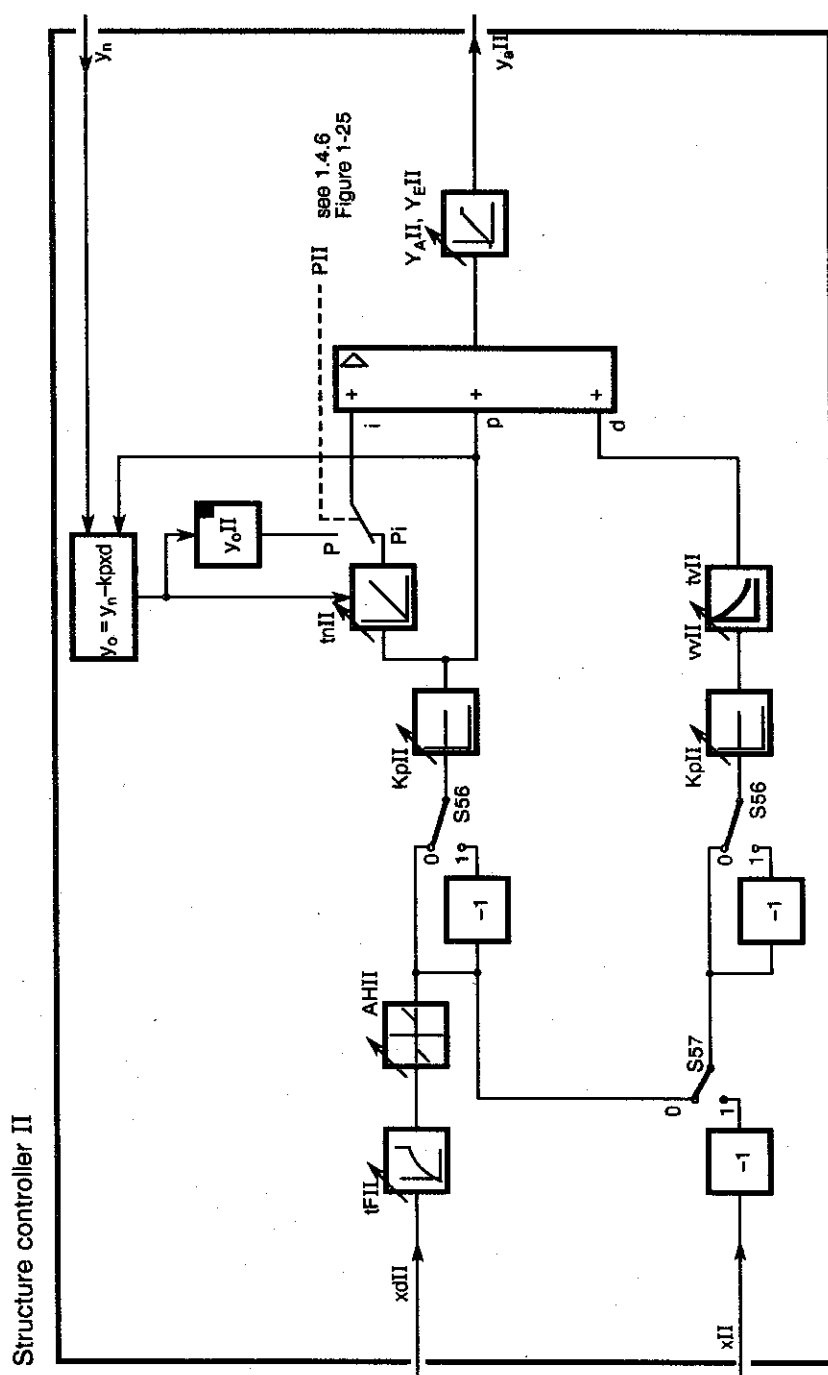 Structure controller II
yn
yo = yn−kpxd
yoII
PII see 1.4.6
Figure 1-25
P
Pi
tnII
i
+
p
+
d
+
YAII, YEII
yaII
xdII
tFII
AHII
−1
0
1
S56
KpII
xII
−1
0
1
S57
−1
0
1
S56
KpII
vvII
tvII